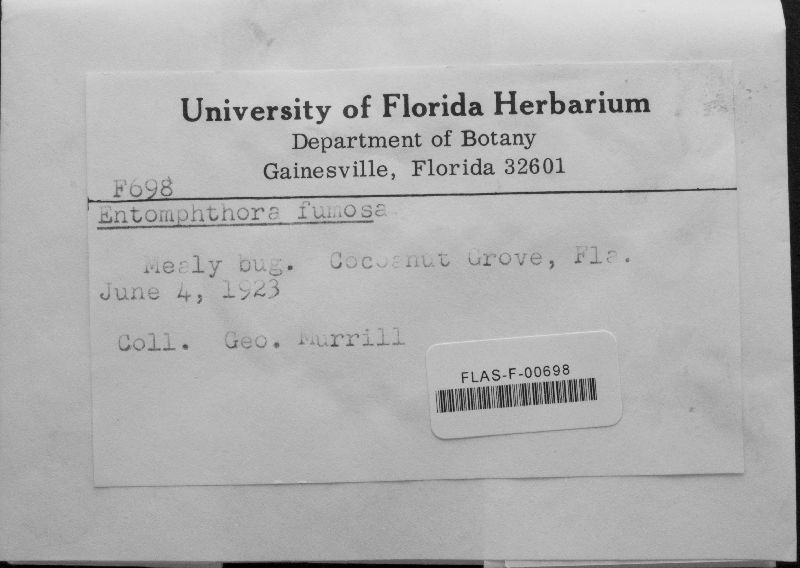 University of Florida Herbarium
Department of Botany
Gainesville, Florida 32601
F698
Entomphthora fumosa
Mealy bug. Cocoanut Grove, Fla.
June 4, 1923
Coll. Geo. Murrill
FLAS-F-00698